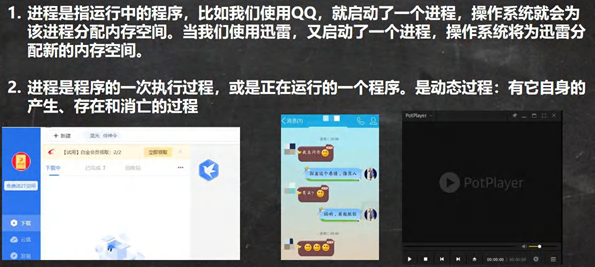 1. 进程是指运行中的程序，比如我们使用QQ，就启动了一个进程，操作系统就会为
该进程分配内存空间。当我们使用迅雷，又启动了一个进程，操作系统将为迅雷分
配新的内存空间。
2. 进程是程序的一次执行过程，或是正在运行的一个程序。是动态过程：有它自身的
产生、存在和消亡的过程
+ 新建
【试用】白金会员领取：2/2
立即领取
下载中
已完成 7
回收站
下载
云盘
消息(7)
PotPlayer
PotPlayer
00:00:00